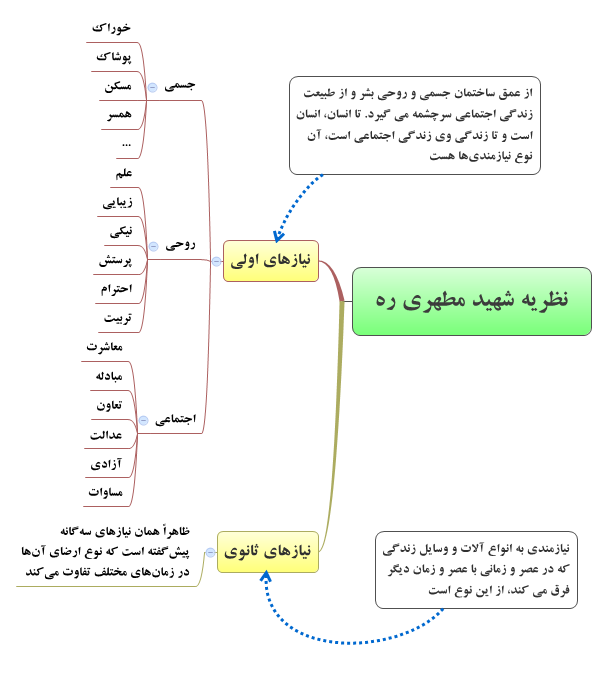 نظریه شهید مطهری ره
نیازهای اولی
از عمق ساختمان جسمی و روحی بشر و از طبیعت
زندگی اجتماعی سرچشمه می گیرد. تا انسان، انسان
است و تا زندگی وی زندگی اجتماعی است، آن
نوع نیازمندی‌ها هست
جسمی
خوراک
پوشاک
مسکن
همسر
...
روحی
علم
زیبایی
نیکی
پرستش
احترام
تربیت
اجتماعی
معاشرت
مبادله
تعاون
عدالت
آزادی
مساوات
نیازهای ثانوی
ظاهراً همان نیازهای سه‌گانه
پیش‌گفته است که نوع ارضای آن‌ها
در زمان‌های مختلف تفاوت می‌کند
نیازمندی به انواع آلات و وسایل زندگی
که در عصر و زمانی با عصر و زمان دیگر
فرق می کند، از این نوع است